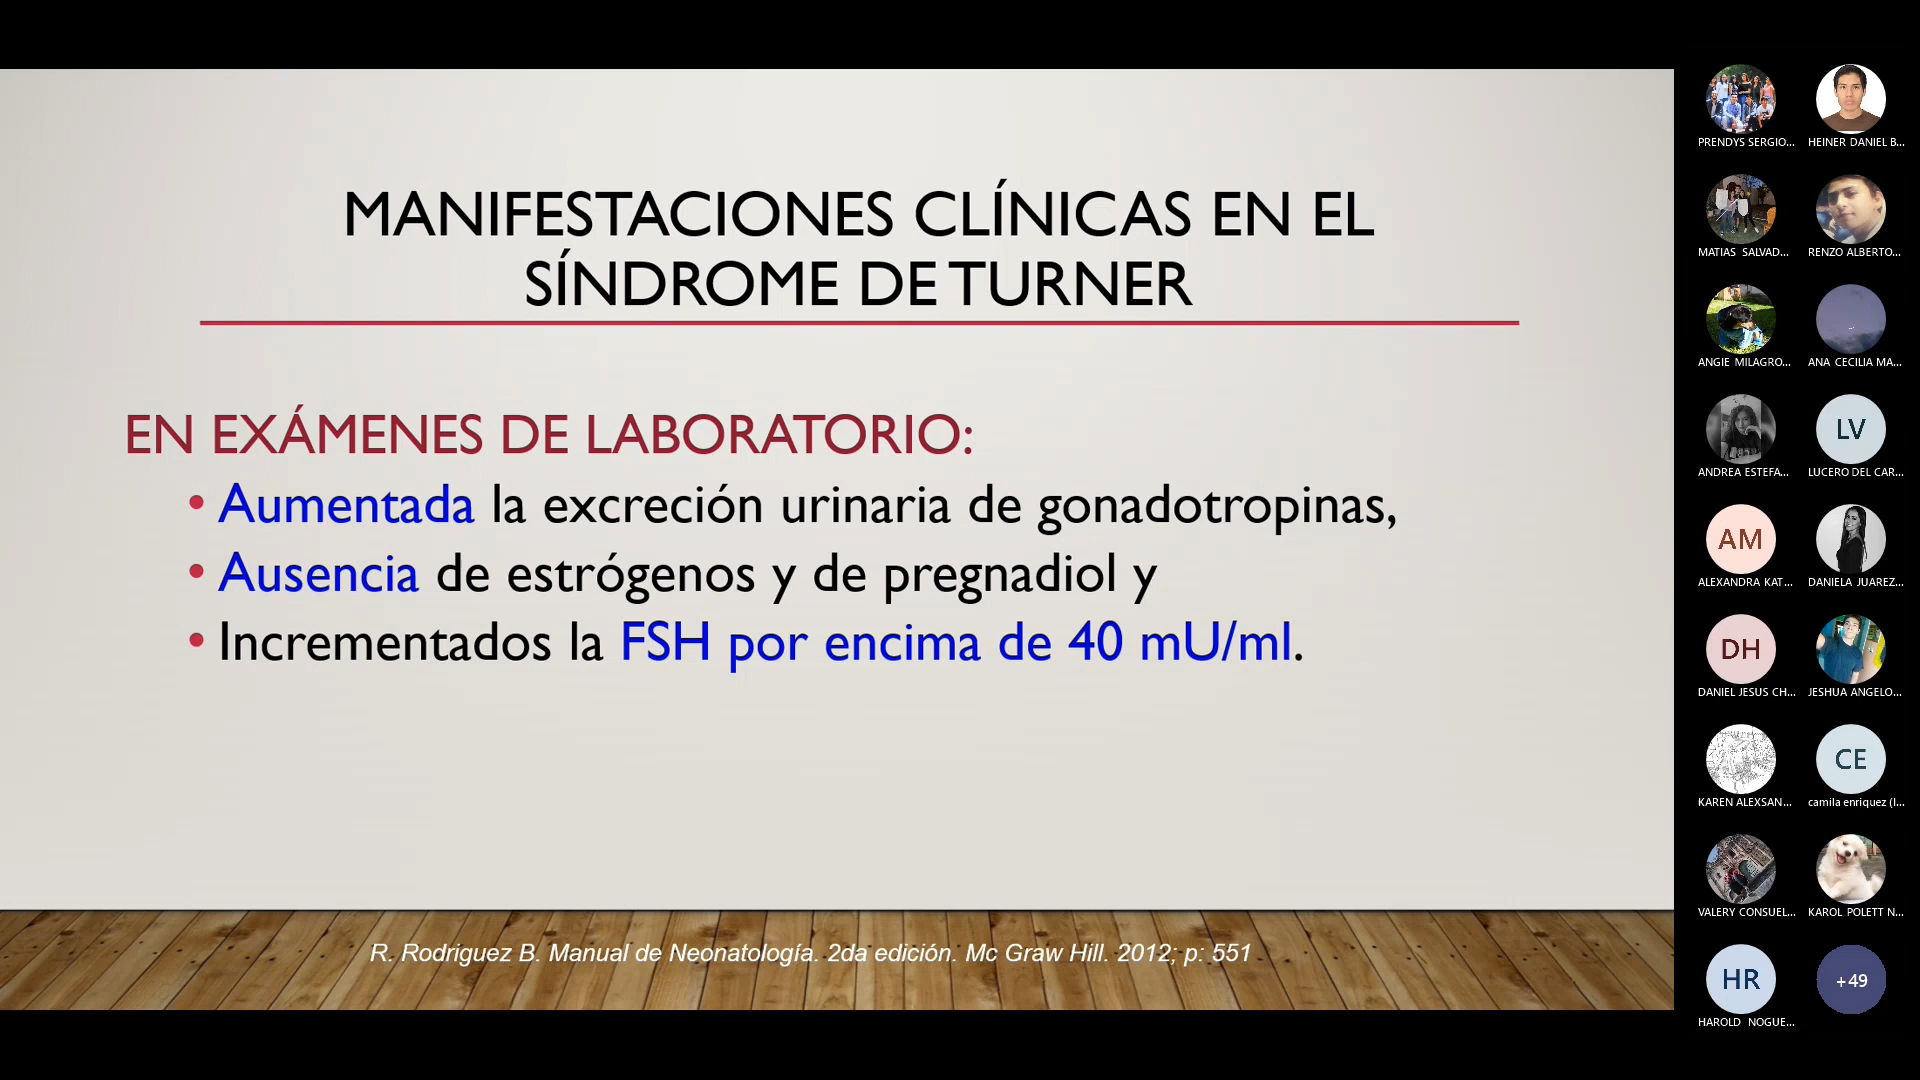 MANIFESTACIONES CLÍNICAS EN EL
SÍNDROME DE TURNER
EN EXÁMENES DE LABORATORIO:
• Aumentada la excreción urinaria de gonadotropinas,
• Ausencia de estrógenos y de pregnadiol y
• Incrementados la FSH por encima de 40 mU/ml.
R. Rodríguez B. Manual de Neonatología. 2da edición. Mc Graw Hill. 2012; p: 551
PRENDYS SERGIO...
HEINER DANIEL B...
MATIAS SALVAD...
RENZO ALBERTO...
ANGIE MILAGRO...
ANA CECILIA MA...
ANDREA ESTEFA...
LV
LUCERO DEL CAR...
AM
ALEXANDRA KAT...
DANIELA JUAREZ...
DH
DANIEL JESUS CH...
JESHUA ANGELO...
KAREN ALEXSAN...
CE
camila enriquez (I...
VALERY CONSUEL...
KAROL POLETT N...
HR
HAROLD NOGUE...
+49